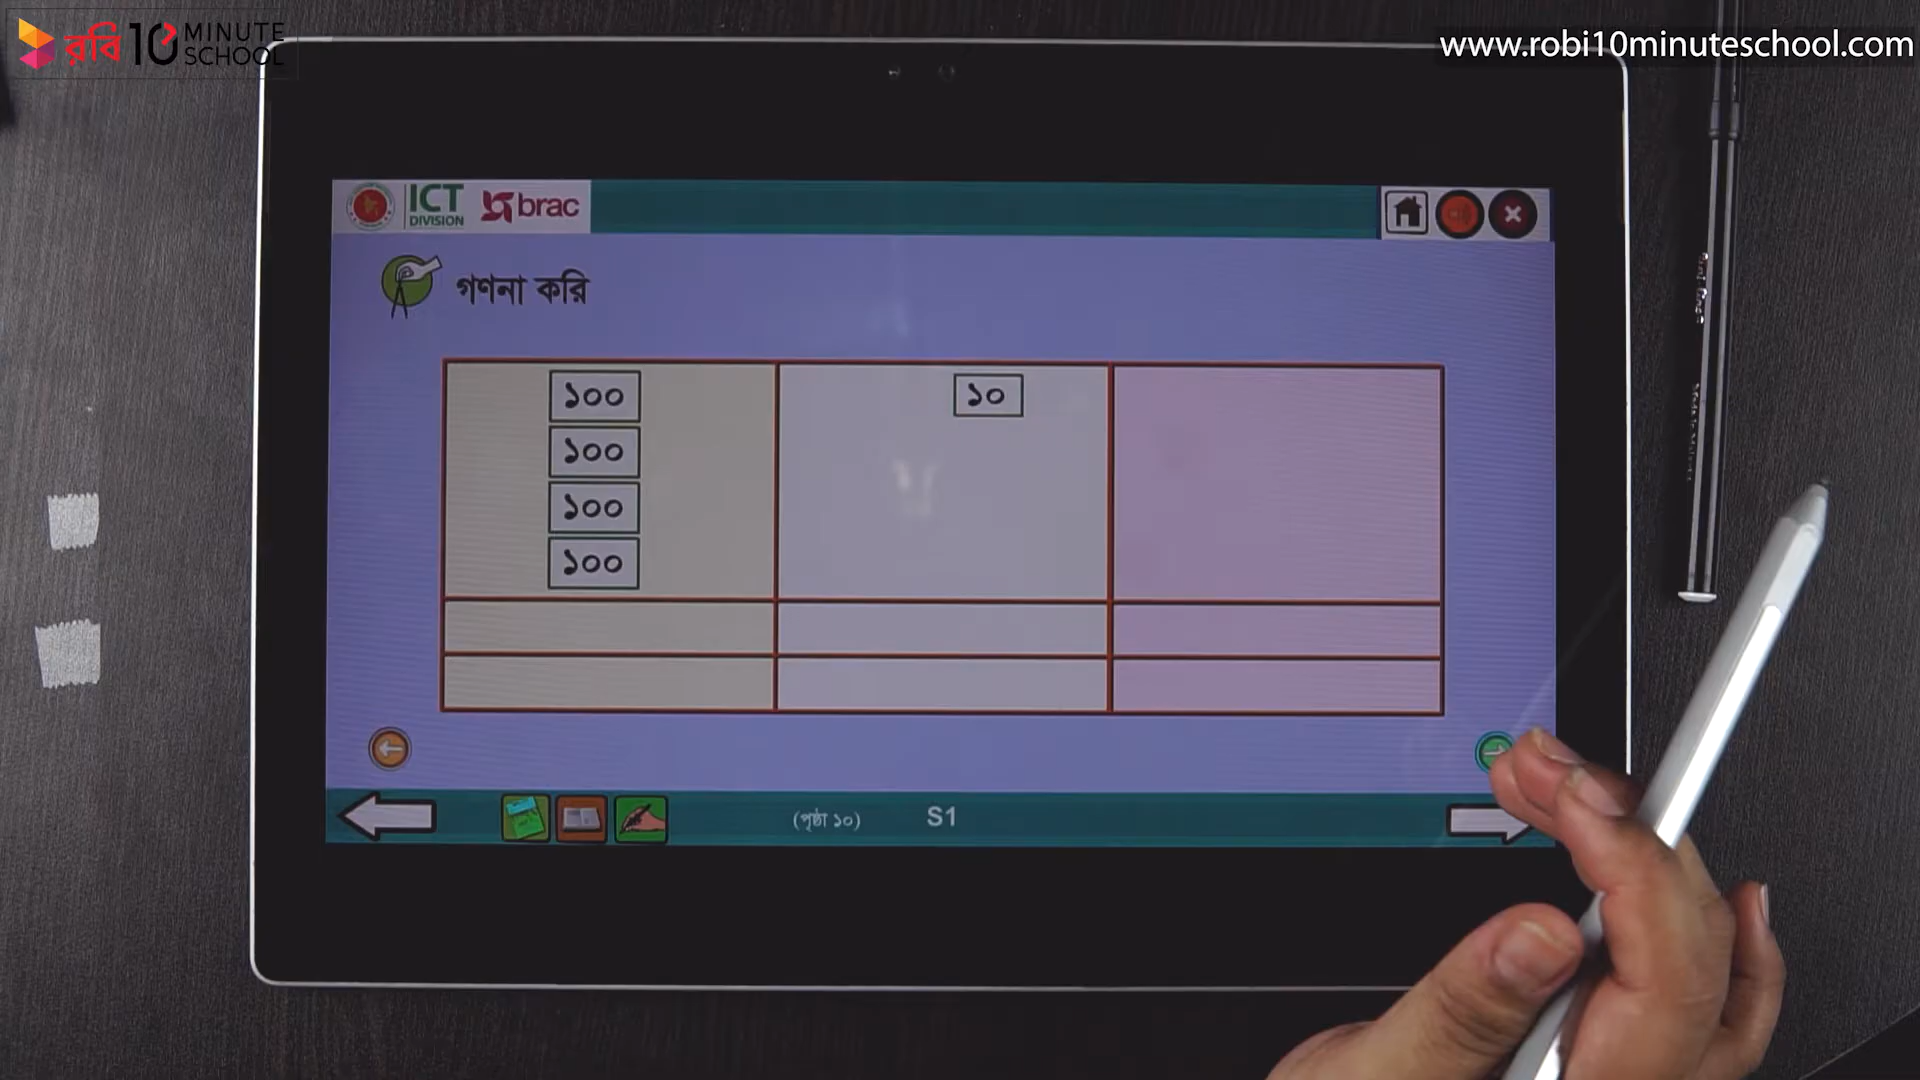 রবি 10 MINUTE SCHOOL
www.robi10minuteschool.com
ICT DIVISION brac
গণনা করি
১০০ ১০
১০০
১০০
১০০
(পৃষ্ঠা ১০) S1